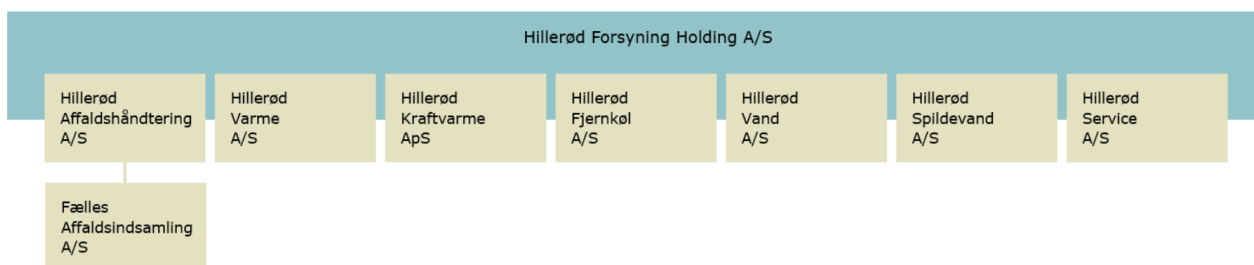 Hillerød Forsyning Holding A/S
Hillerød
Affaldshåndtering
A/S
Hillerød
Varme
A/S
Hillerød
Kraftvarme
ApS
Hillerød
Fjernkøl
A/S
Hillerød
Vand
A/S
Hillerød
Spildevand
A/S
Hillerød
Service
A/S
Fælles
Affaldsindsamling
A/S